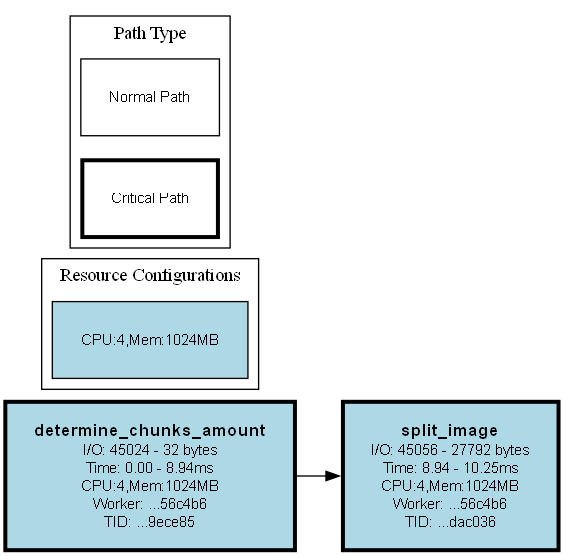 Path Type
Normal Path
Critical Path
Resource Configurations
CPU:4,Mem:1024MB
determine_chunks_amount
I/O: 45024 - 32 bytes
Time: 0.00 - 8.94ms
CPU:4,Mem:1024MB
Worker: ...56c4b6
TID: ...9ece85
split_image
I/O: 45056 - 27792 bytes
Time: 8.94 - 10.25ms
CPU:4,Mem:1024MB
Worker: ...56c4b6
TID: ...dac036